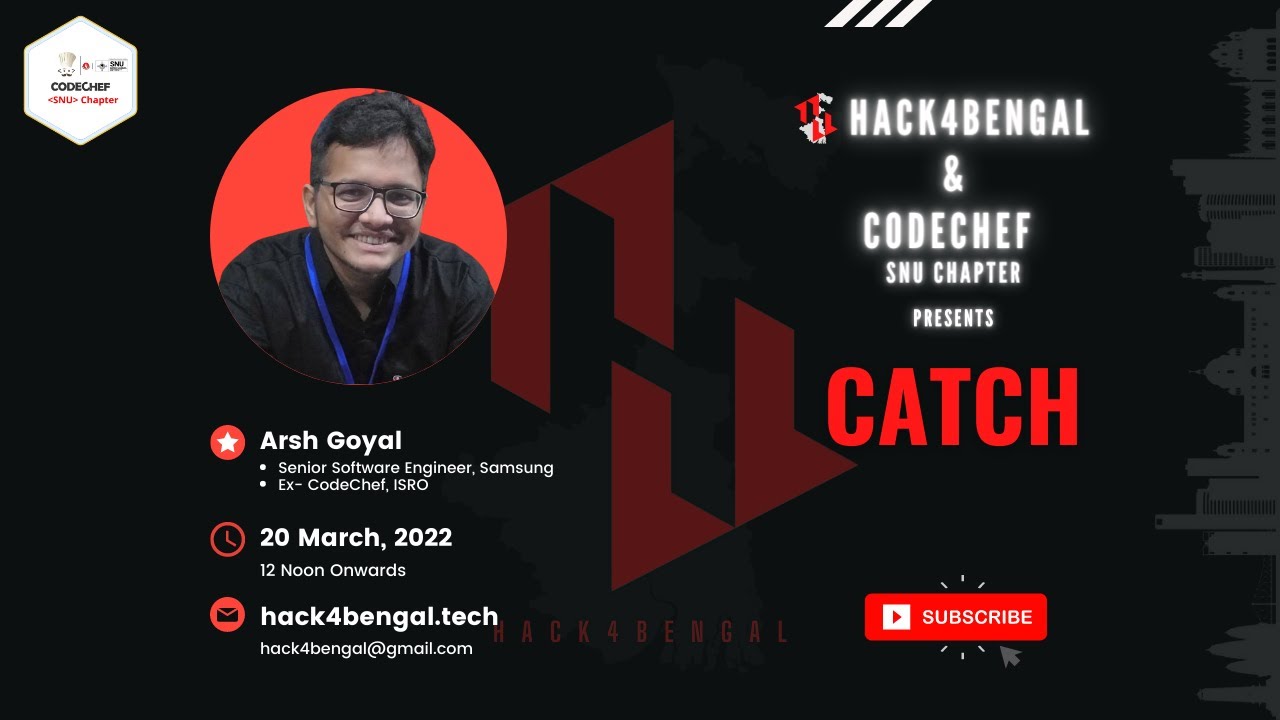 CODECHEF
<SNU> Chapter
SNU
Arsh Goyal
Senior Software Engineer, Samsung
Ex- CodeChef, ISRO
20 March, 2022
12 Noon Onwards
hack4bengal.tech
hack4bengal@gmail.com
HACK4BENGAL
HACK4BENGAL
&
CODECHEF
SNU CHAPTER
PRESENTS
CATCH
SUBSCRIBE